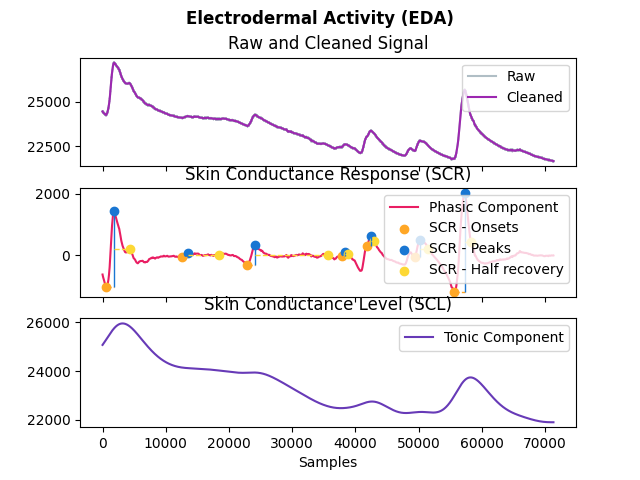 Electrodermal Activity (EDA)
Raw and Cleaned Signal
25000
22500
Raw
Cleaned
Skin Conductance Response (SCR)
2000
0
Phasic Component
SCR - Onsets
SCR - Peaks
SCR - Half recovery
Skin Conductance Level (SCL)
26000
24000
22000
Tonic Component
0 10000 20000 30000 40000 50000 60000 70000
Samples